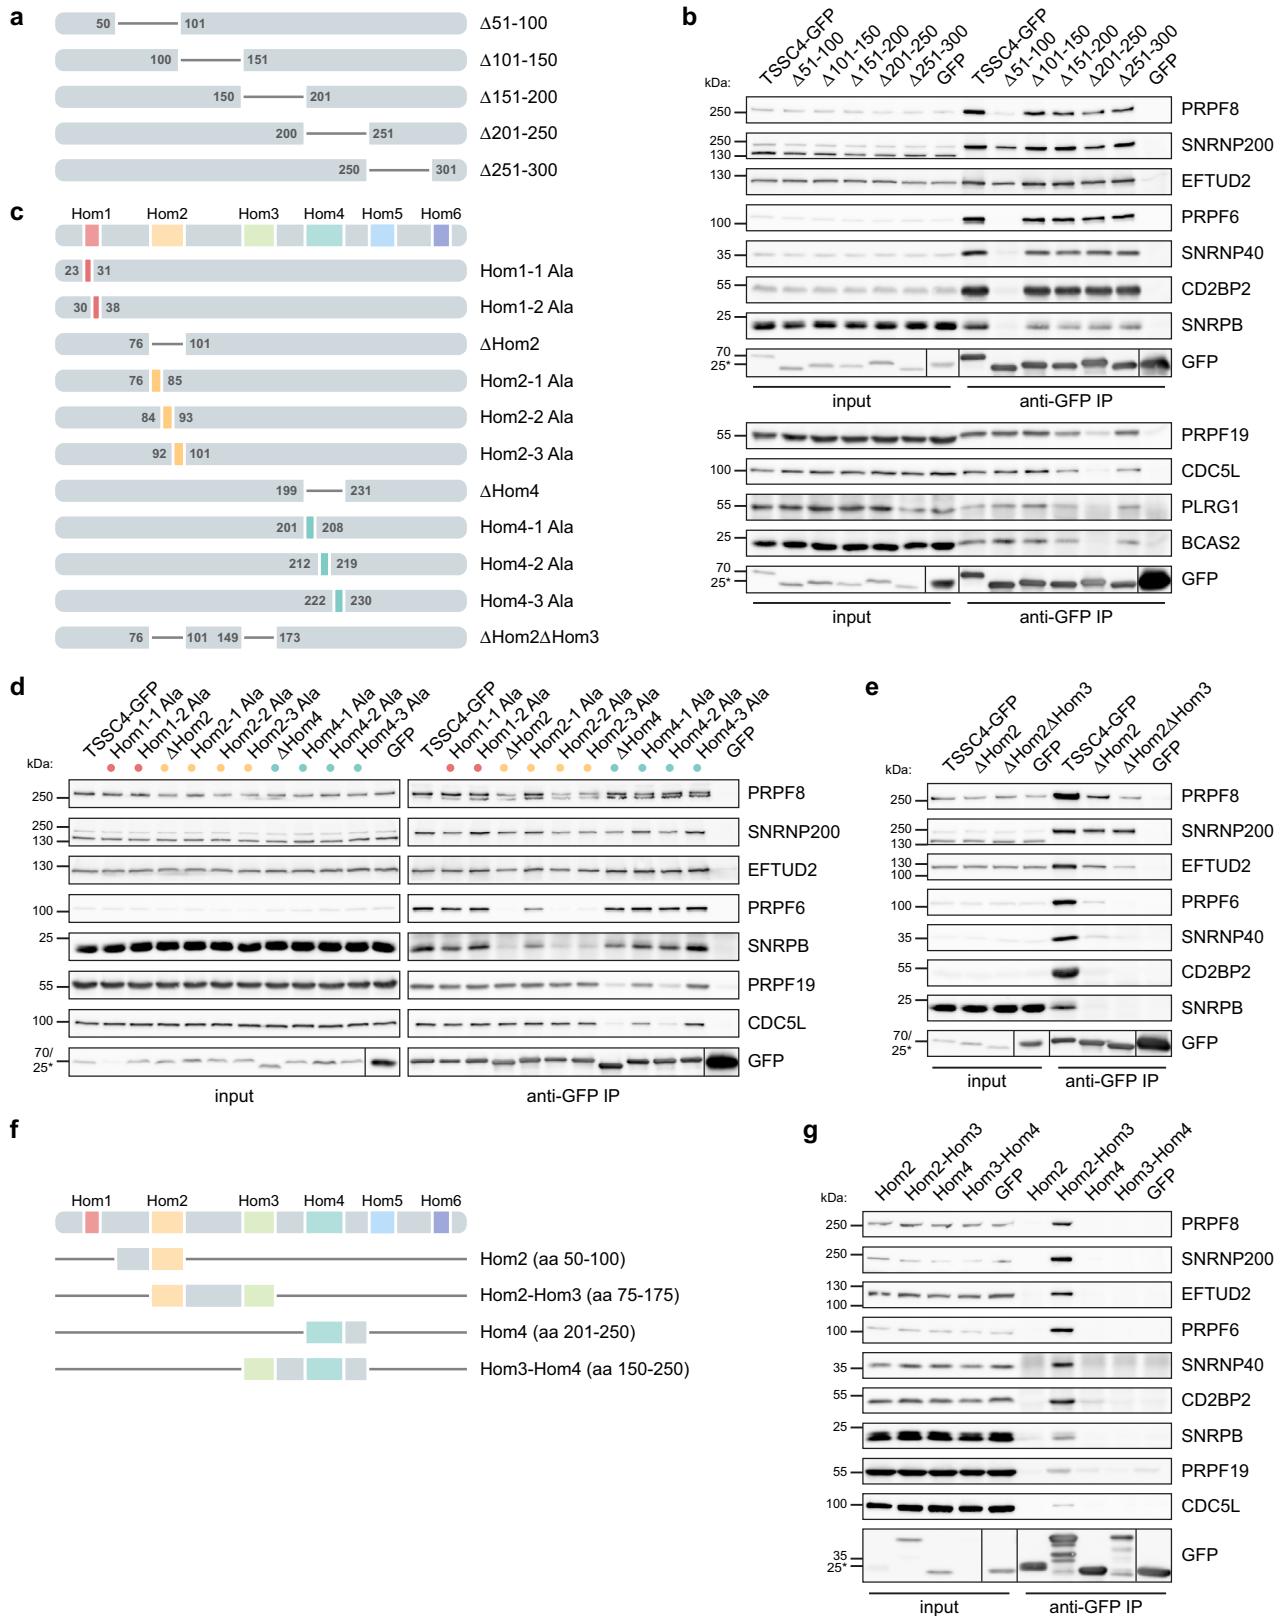 a
50 101 Δ51-100
100 151 Δ101-150
150 201 Δ151-200
200 251 Δ201-250
250 301 Δ251-300
b
TSSC4-GFP Δ51-100 Δ101-150 Δ151-200 Δ201-250 Δ251-300 GFP TSSC4-GFP Δ51-100 Δ101-150 Δ151-200 Δ201-250 Δ251-300 GFP
kDa:
250 PRPF8
250 130 SNRNP200
130 EFTUD2
100 PRPF6
35 SNRNP40
55 CD2BP2
25 SNRPB
70 25* GFP
input anti-GFP IP
55 PRPF19
100 CDC5L
55 PLRG1
25 BCAS2
70 25* GFP
input anti-GFP IP
c
Hom1 Hom2 Hom3 Hom4 Hom5 Hom6
23 31 Hom1-1 Ala
30 38 Hom1-2 Ala
76 101 ΔHom2
76 85 Hom2-1 Ala
84 93 Hom2-2 Ala
92 101 Hom2-3 Ala
199 231 ΔHom4
201 208 Hom4-1 Ala
212 219 Hom4-2 Ala
222 230 Hom4-3 Ala
76 101 149 173 ΔHom2ΔHom3
d
TSSC4-GFP Hom1-1 Ala Hom1-2 Ala ΔHom2 Hom2-1 Ala Hom2-2 Ala Hom2-3 Ala ΔHom4 Hom4-1 Ala Hom4-2 Ala Hom4-3 Ala GFP TSSC4-GFP Hom1-1 Ala Hom1-2 Ala ΔHom2 Hom2-1 Ala Hom2-2 Ala Hom2-3 Ala ΔHom4 Hom4-1 Ala Hom4-2 Ala Hom4-3 Ala GFP
kDa:
250 PRPF8
250 130 SNRNP200
130 EFTUD2
100 PRPF6
25 SNRPB
55 PRPF19
100 CDC5L
70/ 25* GFP
input anti-GFP IP
e
TSSC4-GFP ΔHom2 ΔHom2ΔHom3 GFP TSSC4-GFP ΔHom2 ΔHom2ΔHom3 GFP
kDa:
250 PRPF8
250 130 SNRNP200
130 100 EFTUD2
100 PRPF6
35 SNRNP40
55 CD2BP2
25 SNRPB
70/ 25* GFP
input anti-GFP IP
f
Hom1 Hom2 Hom3 Hom4 Hom5 Hom6
Hom2 (aa 50-100)
Hom2-Hom3 (aa 75-175)
Hom4 (aa 201-250)
Hom3-Hom4 (aa 150-250)
g
Hom2 Hom2-Hom3 Hom4 Hom3-Hom4 GFP Hom2 Hom2-Hom3 Hom4 Hom3-Hom4 GFP
kDa:
250 PRPF8
250 SNRNP200
130 100 EFTUD2
100 PRPF6
35 SNRNP40
55 CD2BP2
25 SNRPB
55 PRPF19
100 CDC5L
35 25* GFP
input anti-GFP IP